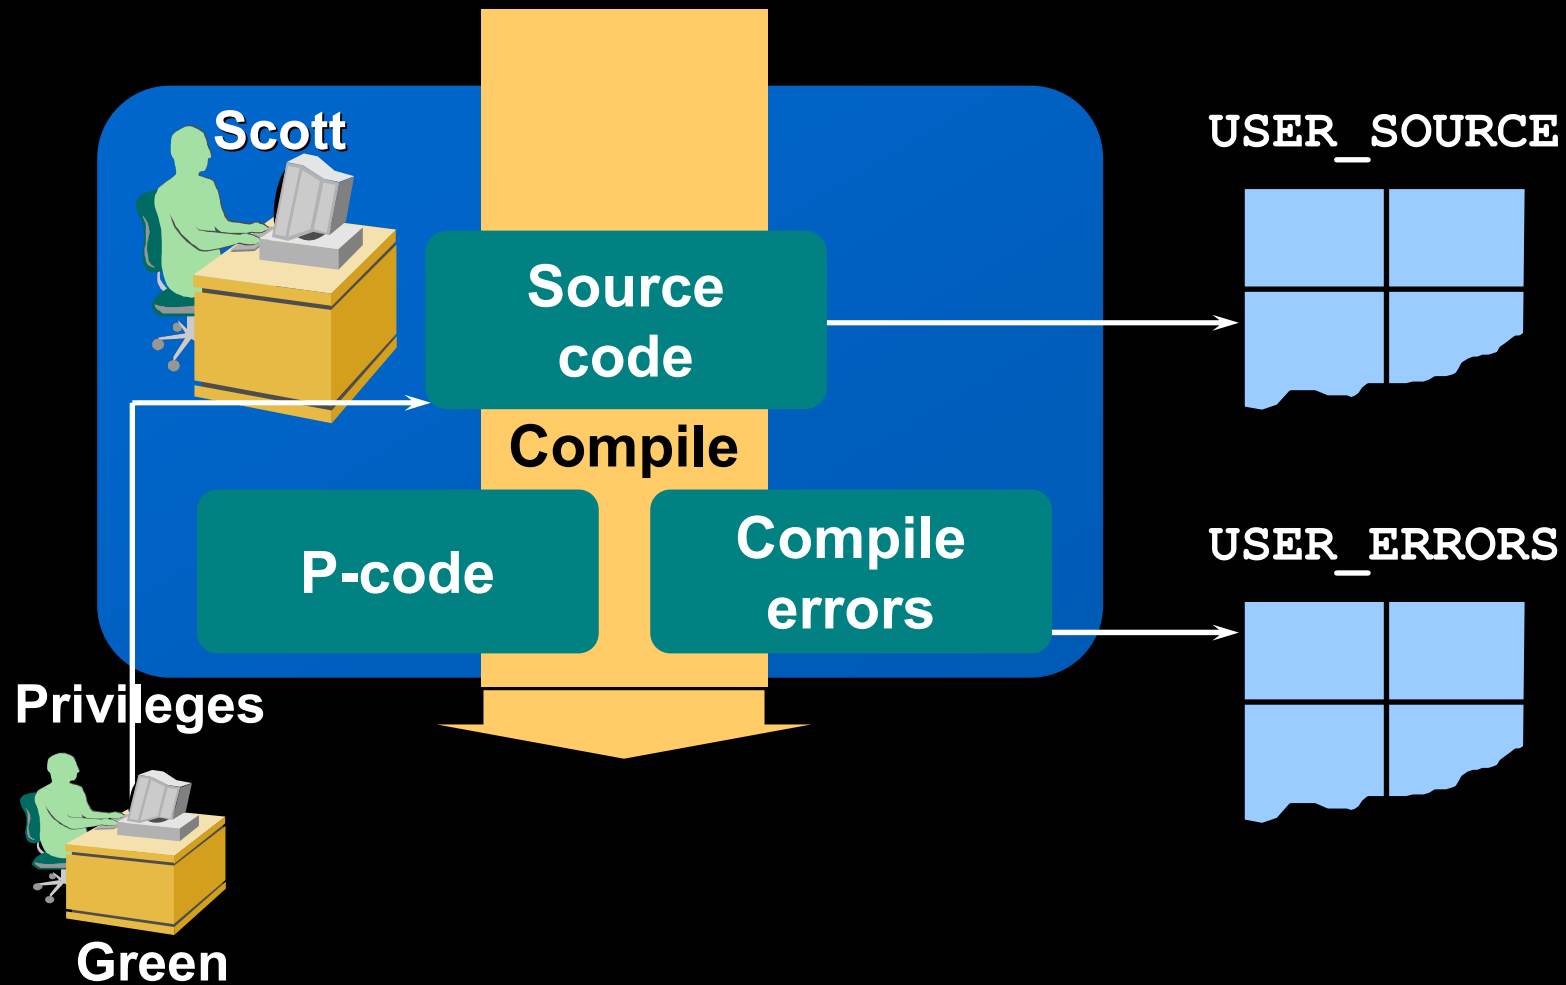 Scott
USER_SOURCE
Source
code
Compile
P-code
Compile
errors
USER_ERRORS
Privileges
Green